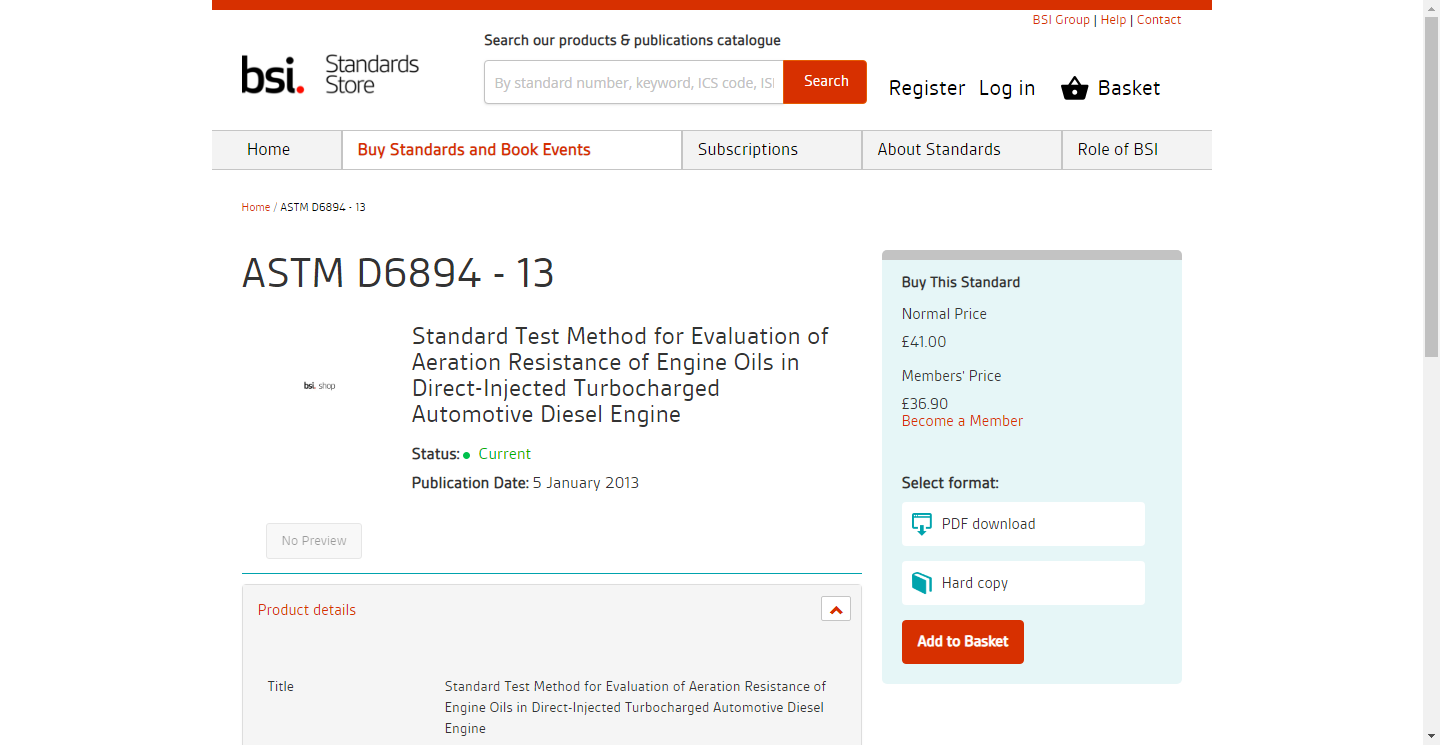 BSI Group | Help | Contact
Search our products & publications catalogue
bsi. Standards Store
By standard number, keyword, ICS code, ISI
Search
Register Log in Basket
Home
Buy Standards and Book Events
Subscriptions
About Standards
Role of BSI
Home / ASTM D6894 - 13
ASTM D6894 - 13
bsi. shop
Standard Test Method for Evaluation of
Aeration Resistance of Engine Oils in
Direct-Injected Turbocharged
Automotive Diesel Engine
Status: Current
Publication Date: 5 January 2013
No Preview
Product details
Title
Standard Test Method for Evaluation of Aeration Resistance of
Engine Oils in Direct-Injected Turbocharged Automotive Diesel
Engine
Buy This Standard
Normal Price
£41.00
Members' Price
£36.90
Become a Member
Select format:
PDF download
Hard copy
Add to Basket